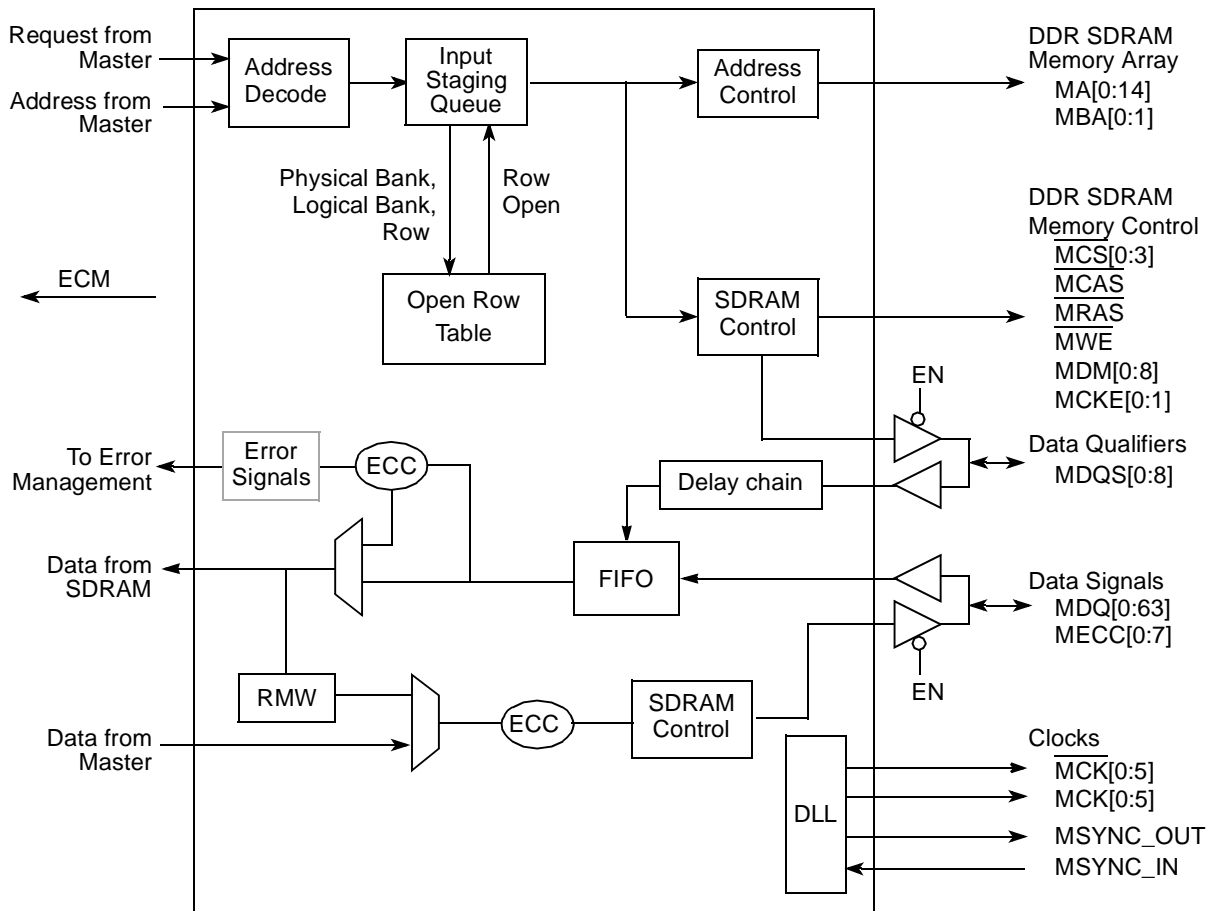 Request from
Master
Address from
Master
Address
Decode
Input
Staging
Queue
Address
Control
DDR SDRAM
Memory Array
MA[0:14]
MBA[0:1]
Physical Bank,
Logical Bank,
Row
Row
Open
DDR SDRAM
Memory Control
MCS[0:3]
MCAS
MRAS
MWE
MDM[0:8]
MCKE[0:1]
ECM
Open Row
Table
SDRAM
Control
EN
To Error
Management
Error
Signals
ECC
Delay chain
Data Qualifiers
MDQS[0:8]
Data from
SDRAM
FIFO
Data Signals
MDQ[0:63]
MECC[0:7]
EN
RMW
ECC
SDRAM
Control
Data from
Master
Clocks
MCK[0:5]
MCK[0:5]
DLL
MSYNC_OUT
MSYNC_IN